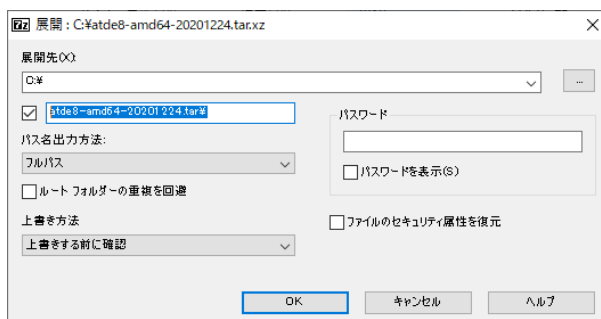 7z 展開 : C:¥atde8-amd64-20201224.tar.xz
展開先(X):
C:¥
...
atde8-amd64-20201224.tar¥
パスワード
パス名出力方法:
フルパス
パスワードを表示(S)
ルート フォルダーの重複を回避
上書き方法
ファイルのセキュリティ属性を復元
上書きする前に確認
OK
キャンセル
ヘルプ